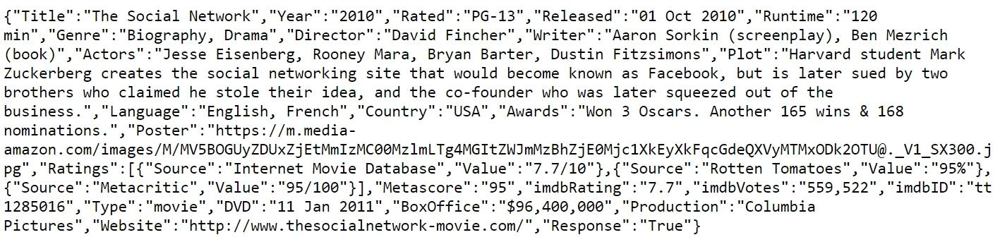 {"Title":"The Social Network","Year":"2010","Rated":"PG-13","Released":"01 Oct 2010","Runtime":"120
min","Genre":"Biography, Drama","Director":"David Fincher","Writer":"Aaron Sorkin (screenplay), Ben Mezrich
(book)","Actors":"Jesse Eisenberg, Rooney Mara, Bryan Barter, Dustin Fitzsimons","Plot":"Harvard student Mark
Zuckerberg creates the social networking site that would become known as Facebook, but is later sued by two
brothers who claimed he stole their idea, and the co-founder who was later squeezed out of the
business.","Language":"English, French","Country":"USA","Awards":"Won 3 Oscars. Another 165 wins & 168
nominations.","Poster":"https://m.media-
amazon.com/images/M/MV5BOGUyZDUxZjEtMmIzMC00MzlmLTg4MGItZWJmMzBhZjE0Mjc1XkEyXkFqcGdeQXVyMTMxODk2OTU@._V1_SX300.j
pg","Ratings":[{"Source":"Internet Movie Database","Value":"7.7/10"},{"Source":"Rotten Tomatoes","Value":"95%"},
{"Source":"Metacritic","Value":"95/100"}],"Metascore":"95","imdbRating":"7.7","imdbVotes":"559,522","imdbID":"tt
1285016","Type":"movie","DVD":"11 Jan 2011","BoxOffice":"$96,400,000","Production":"Columbia
Pictures","Website":"http://www.thesocialnetwork-movie.com/","Response":"True"}